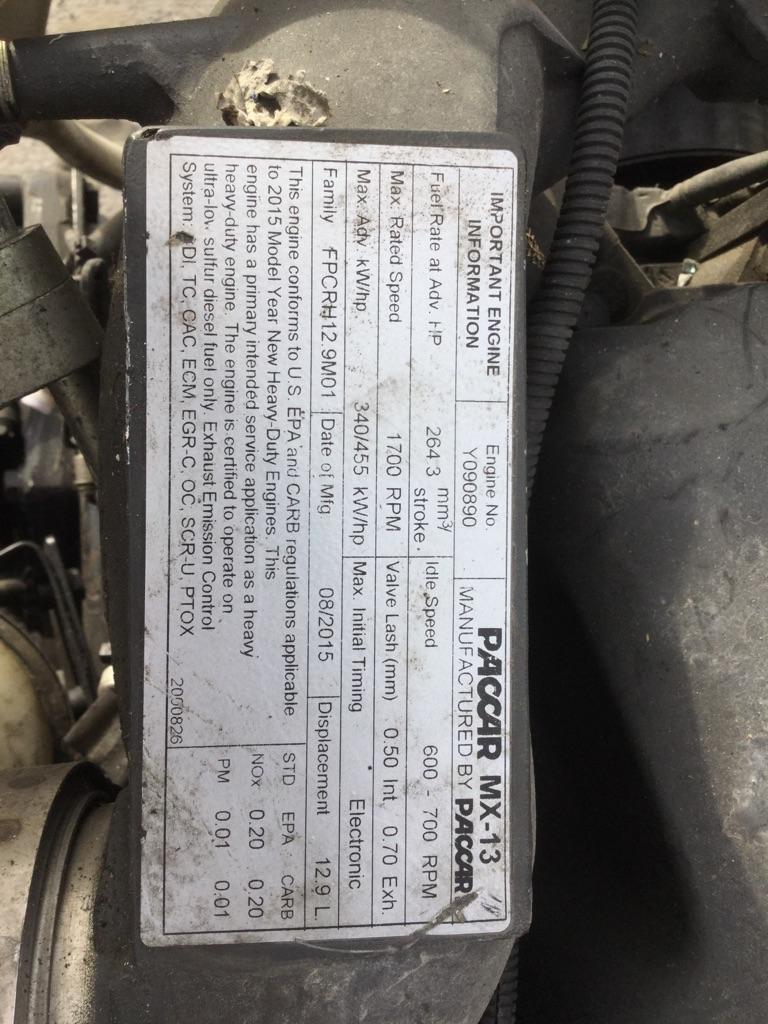 IMPORTANT ENGINE INFORMATION
Engine No. Y090890
PACCAR MX-13
MANUFACTURED BY PACCAR
Fuel Rate at Adv. HP 264.3 mm³/stroke. Idle Speed 600 - 700 RPM
Max. Rated Speed 1700 RPM Valve Lash (mm) 0.50 Int. 0.70 Exh.
Max. Adv. kW/hp. 340/455 kW/hp Max. Initial Timing Electronic
Family FPCRH12.9M01 Date of Mfg. 08/2015 Displacement 12.9 L.
This engine conforms to U.S. EPA and CARB regulations applicable
to 2015 Model Year New Heavy-Duty Engines. This
engine has a primary intended service application as a heavy
heavy-duty engine. The engine is certified to operate on
ultra-low sulfur diesel fuel only. Exhaust Emission Control
System: DDI, TC, CAC, ECM, EGR-C, OC, SCR-U, PTOX
2000826
STD EPA CARB
NOx 0.20 0.20
PM 0.01 0.01